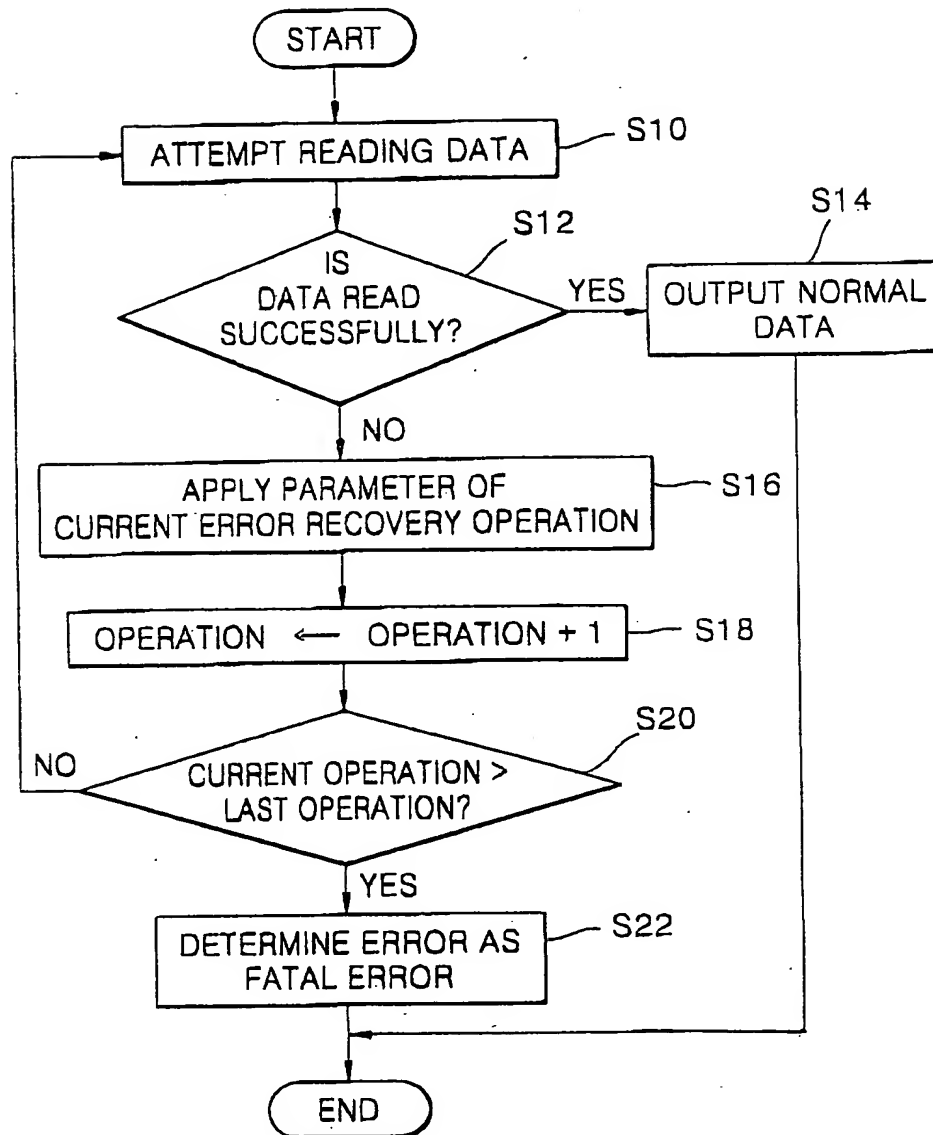 START
ATTEMPT READING DATA
S10
S12
S14
IS
DATA READ
SUCCESSFULLY?
YES
OUTPUT NORMAL
DATA
NO
APPLY PARAMETER OF
CURRENT ERROR RECOVERY OPERATION
S16
OPERATION ← OPERATION + 1
S18
S20
NO
CURRENT OPERATION >
LAST OPERATION?
YES
DETERMINE ERROR AS
FATAL ERROR
S22
END